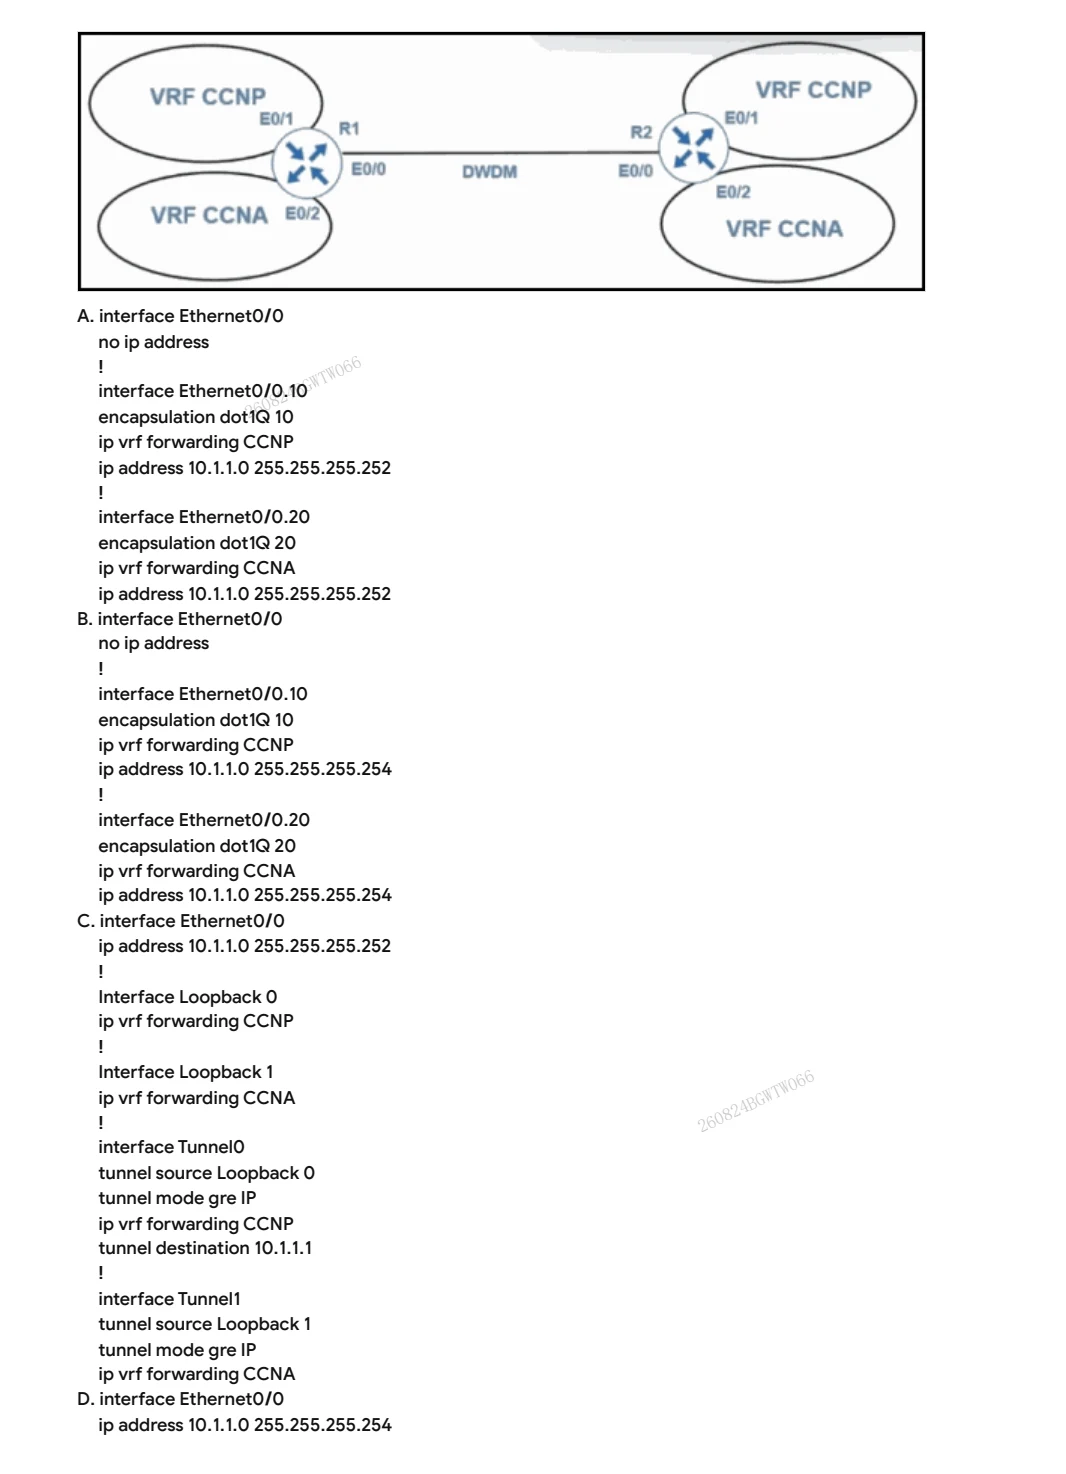 VRF CCNP
E0/1
R1
E0/0
VRF CCNA
E0/2
DWDM
VRF CCNP
E0/1
R2
E0/0
E0/2
VRF CCNA
A. interface Ethernet0/0
no ip address
!
interface Ethernet0/0.10
encapsulation dot1Q 10
ip vrf forwarding CCNP
ip address 10.1.1.0 255.255.255.252
!
interface Ethernet0/0.20
encapsulation dot1Q 20
ip vrf forwarding CCNA
ip address 10.1.1.0 255.255.255.252
B. interface Ethernet0/0
no ip address
!
interface Ethernet0/0.10
encapsulation dot1Q 10
ip vrf forwarding CCNP
ip address 10.1.1.0 255.255.255.254
!
interface Ethernet0/0.20
encapsulation dot1Q 20
ip vrf forwarding CCNA
ip address 10.1.1.0 255.255.255.254
C. interface Ethernet0/0
ip address 10.1.1.0 255.255.255.252
!
Interface Loopback 0
ip vrf forwarding CCNP
!
Interface Loopback 1
ip vrf forwarding CCNA
!
interface Tunnel0
tunnel source Loopback 0
tunnel mode gre IP
ip vrf forwarding CCNP
tunnel destination 10.1.1.1
!
interface Tunnel1
tunnel source Loopback 1
tunnel mode gre IP
ip vrf forwarding CCNA
D. interface Ethernet0/0
ip address 10.1.1.0 255.255.255.254
260824BGWTW066